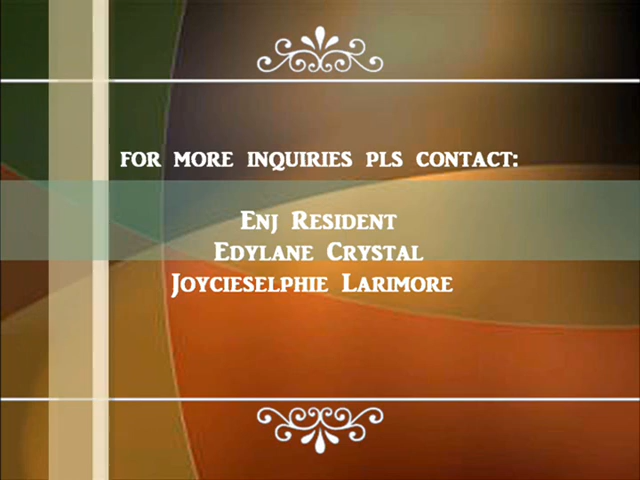 FOR MORE INQUIRIES PLS CONTACT:
ENJ RESIDENT
EDYLANE CRYSTAL
JOYCIESELPHIE LARIMORE